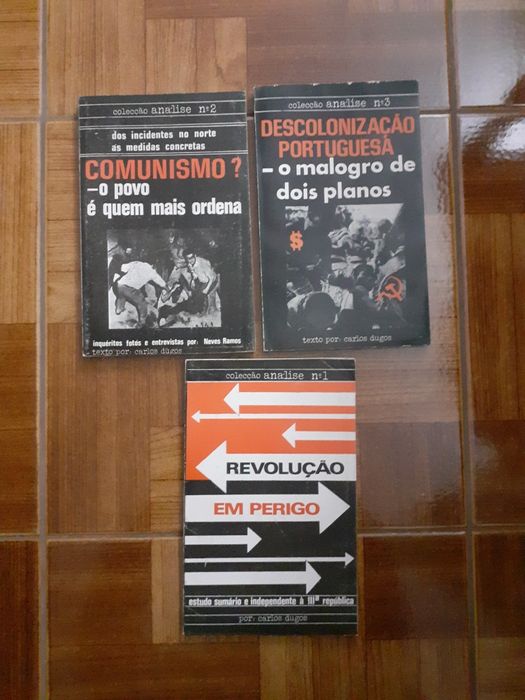 colecção analise nº2
dos incidentes no norte
as medidas concretas
COMUNISMO?
–o povo
é quem mais ordena
inquéritos fotos e entrevistas por: Neves Ramos
texto por: carlos dugos
colecção analise nº3
DESCOLONIZAÇÃO
PORTUGUESA
– o malogro de
dois planos
$
texto por: carlos dugos
colecção analise nº1
REVOLUÇÃO
EM PERIGO
estudo sumário e independente à IIIª república
por: carlos dugos